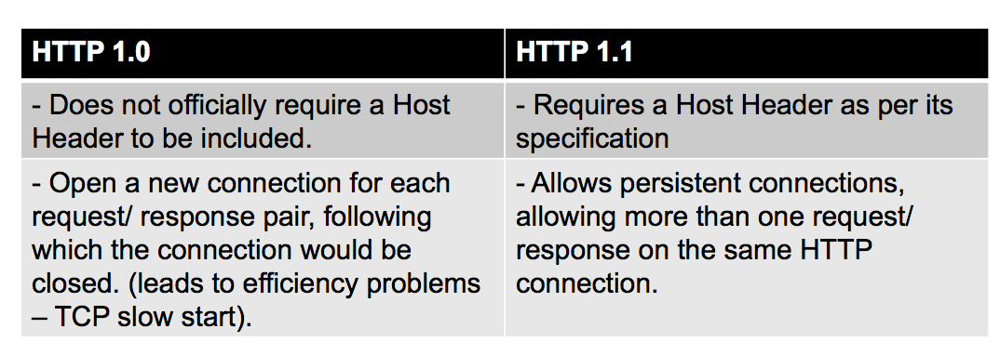 HTTP 1.0
HTTP 1.1
- Does not officially require a Host
Header to be included.
- Requires a Host Header as per its
specification
- Open a new connection for each
request/ response pair, following
which the connection would be
closed. (leads to efficiency problems
– TCP slow start).
- Allows persistent connections,
allowing more than one request/
response on the same HTTP
connection.